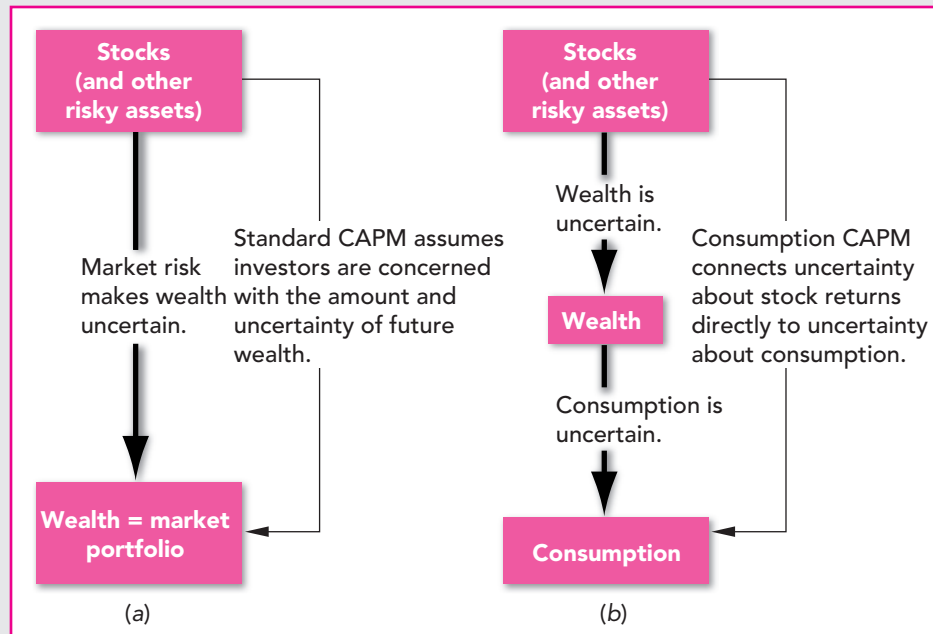 Stocks
(and other
risky assets)
Market risk
makes wealth
uncertain.
Standard CAPM assumes
investors are concerned
with the amount and
uncertainty of future
wealth.
Wealth = market
portfolio
(a)
Stocks
(and other
risky assets)
Wealth is
uncertain.
Wealth
Consumption is
uncertain.
Consumption CAPM
connects uncertainty
about stock returns
directly to uncertainty
about consumption.
Consumption
(b)